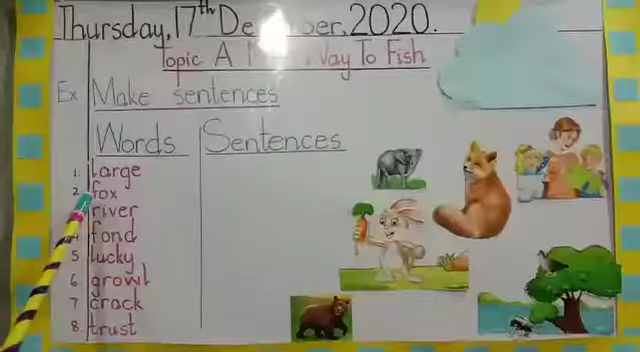 Thursday, 17th De ber, 2020.
Topic A Way To Fish
Ex Make sentences
Words Sentences
1. large
2. fox
river
4 fond
5 lucky
6. growl
7 crack
8. trust